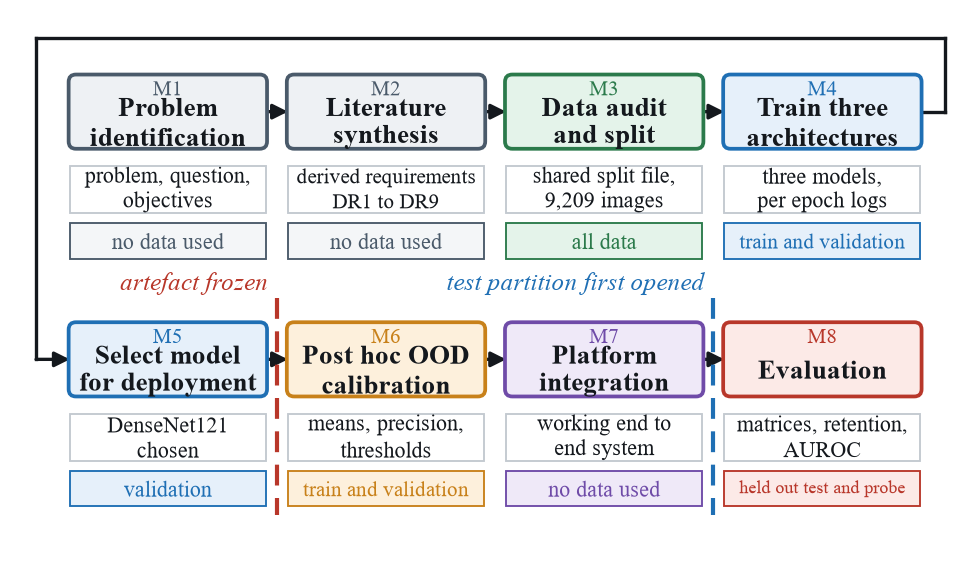 M1
Problem
identification
problem, question,
objectives
no data used
M2
Literature
synthesis
derived requirements
DR1 to DR9
no data used
M3
Data audit
and split
shared split file,
9,209 images
all data
M4
Train three
architectures
three models,
per epoch logs
train and validation
artefact frozen
test partition first opened
M5
Select model
for deployment
DenseNet121
chosen
validation
M6
Post hoc OOD
calibration
means, precision,
thresholds
train and validation
M7
Platform
integration
working end to
end system
no data used
M8
Evaluation
matrices, retention,
AUROC
held out test and probe